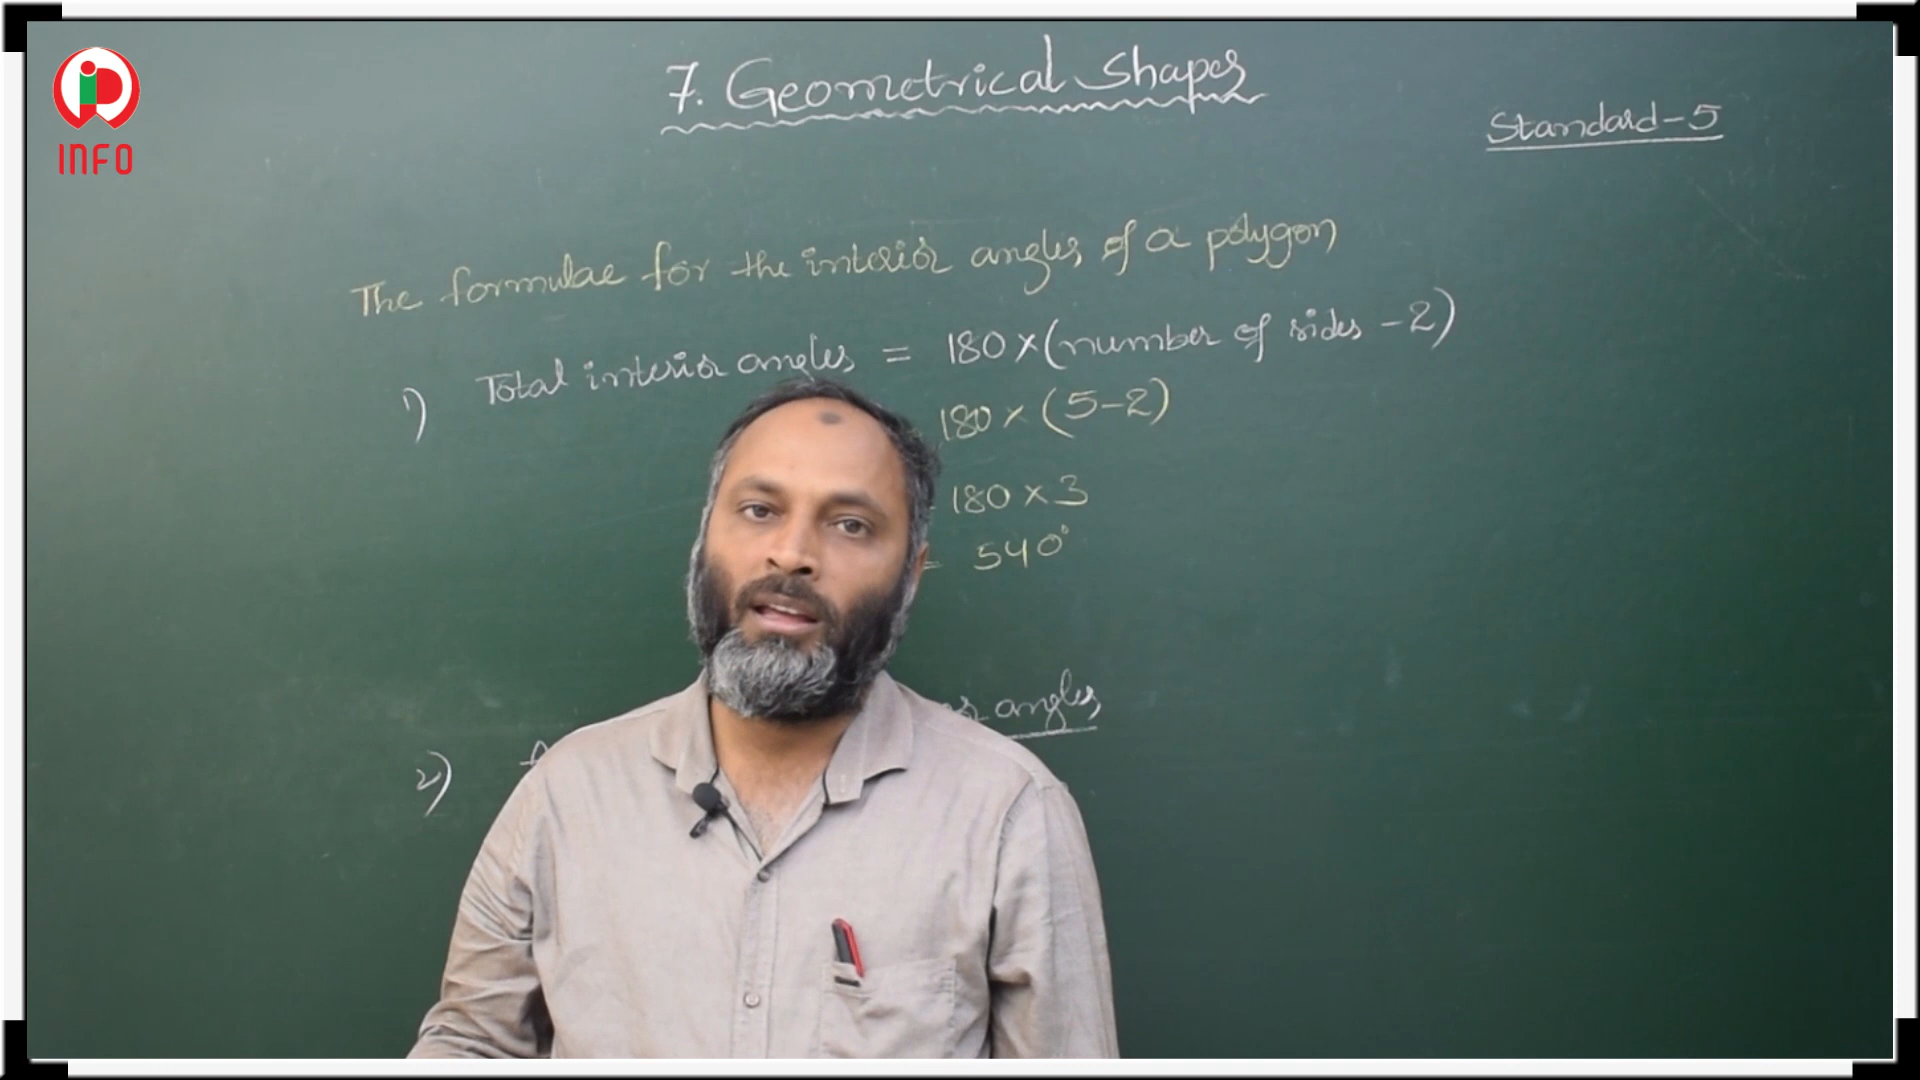 INFO
7. Geometrical Shapes
Standard-5
The formulae for the interior angles of a polygon
1) Total interior angles = 180 × (number of sides - 2)
180 × (5-2)
180 × 3
= 540°
2) angles